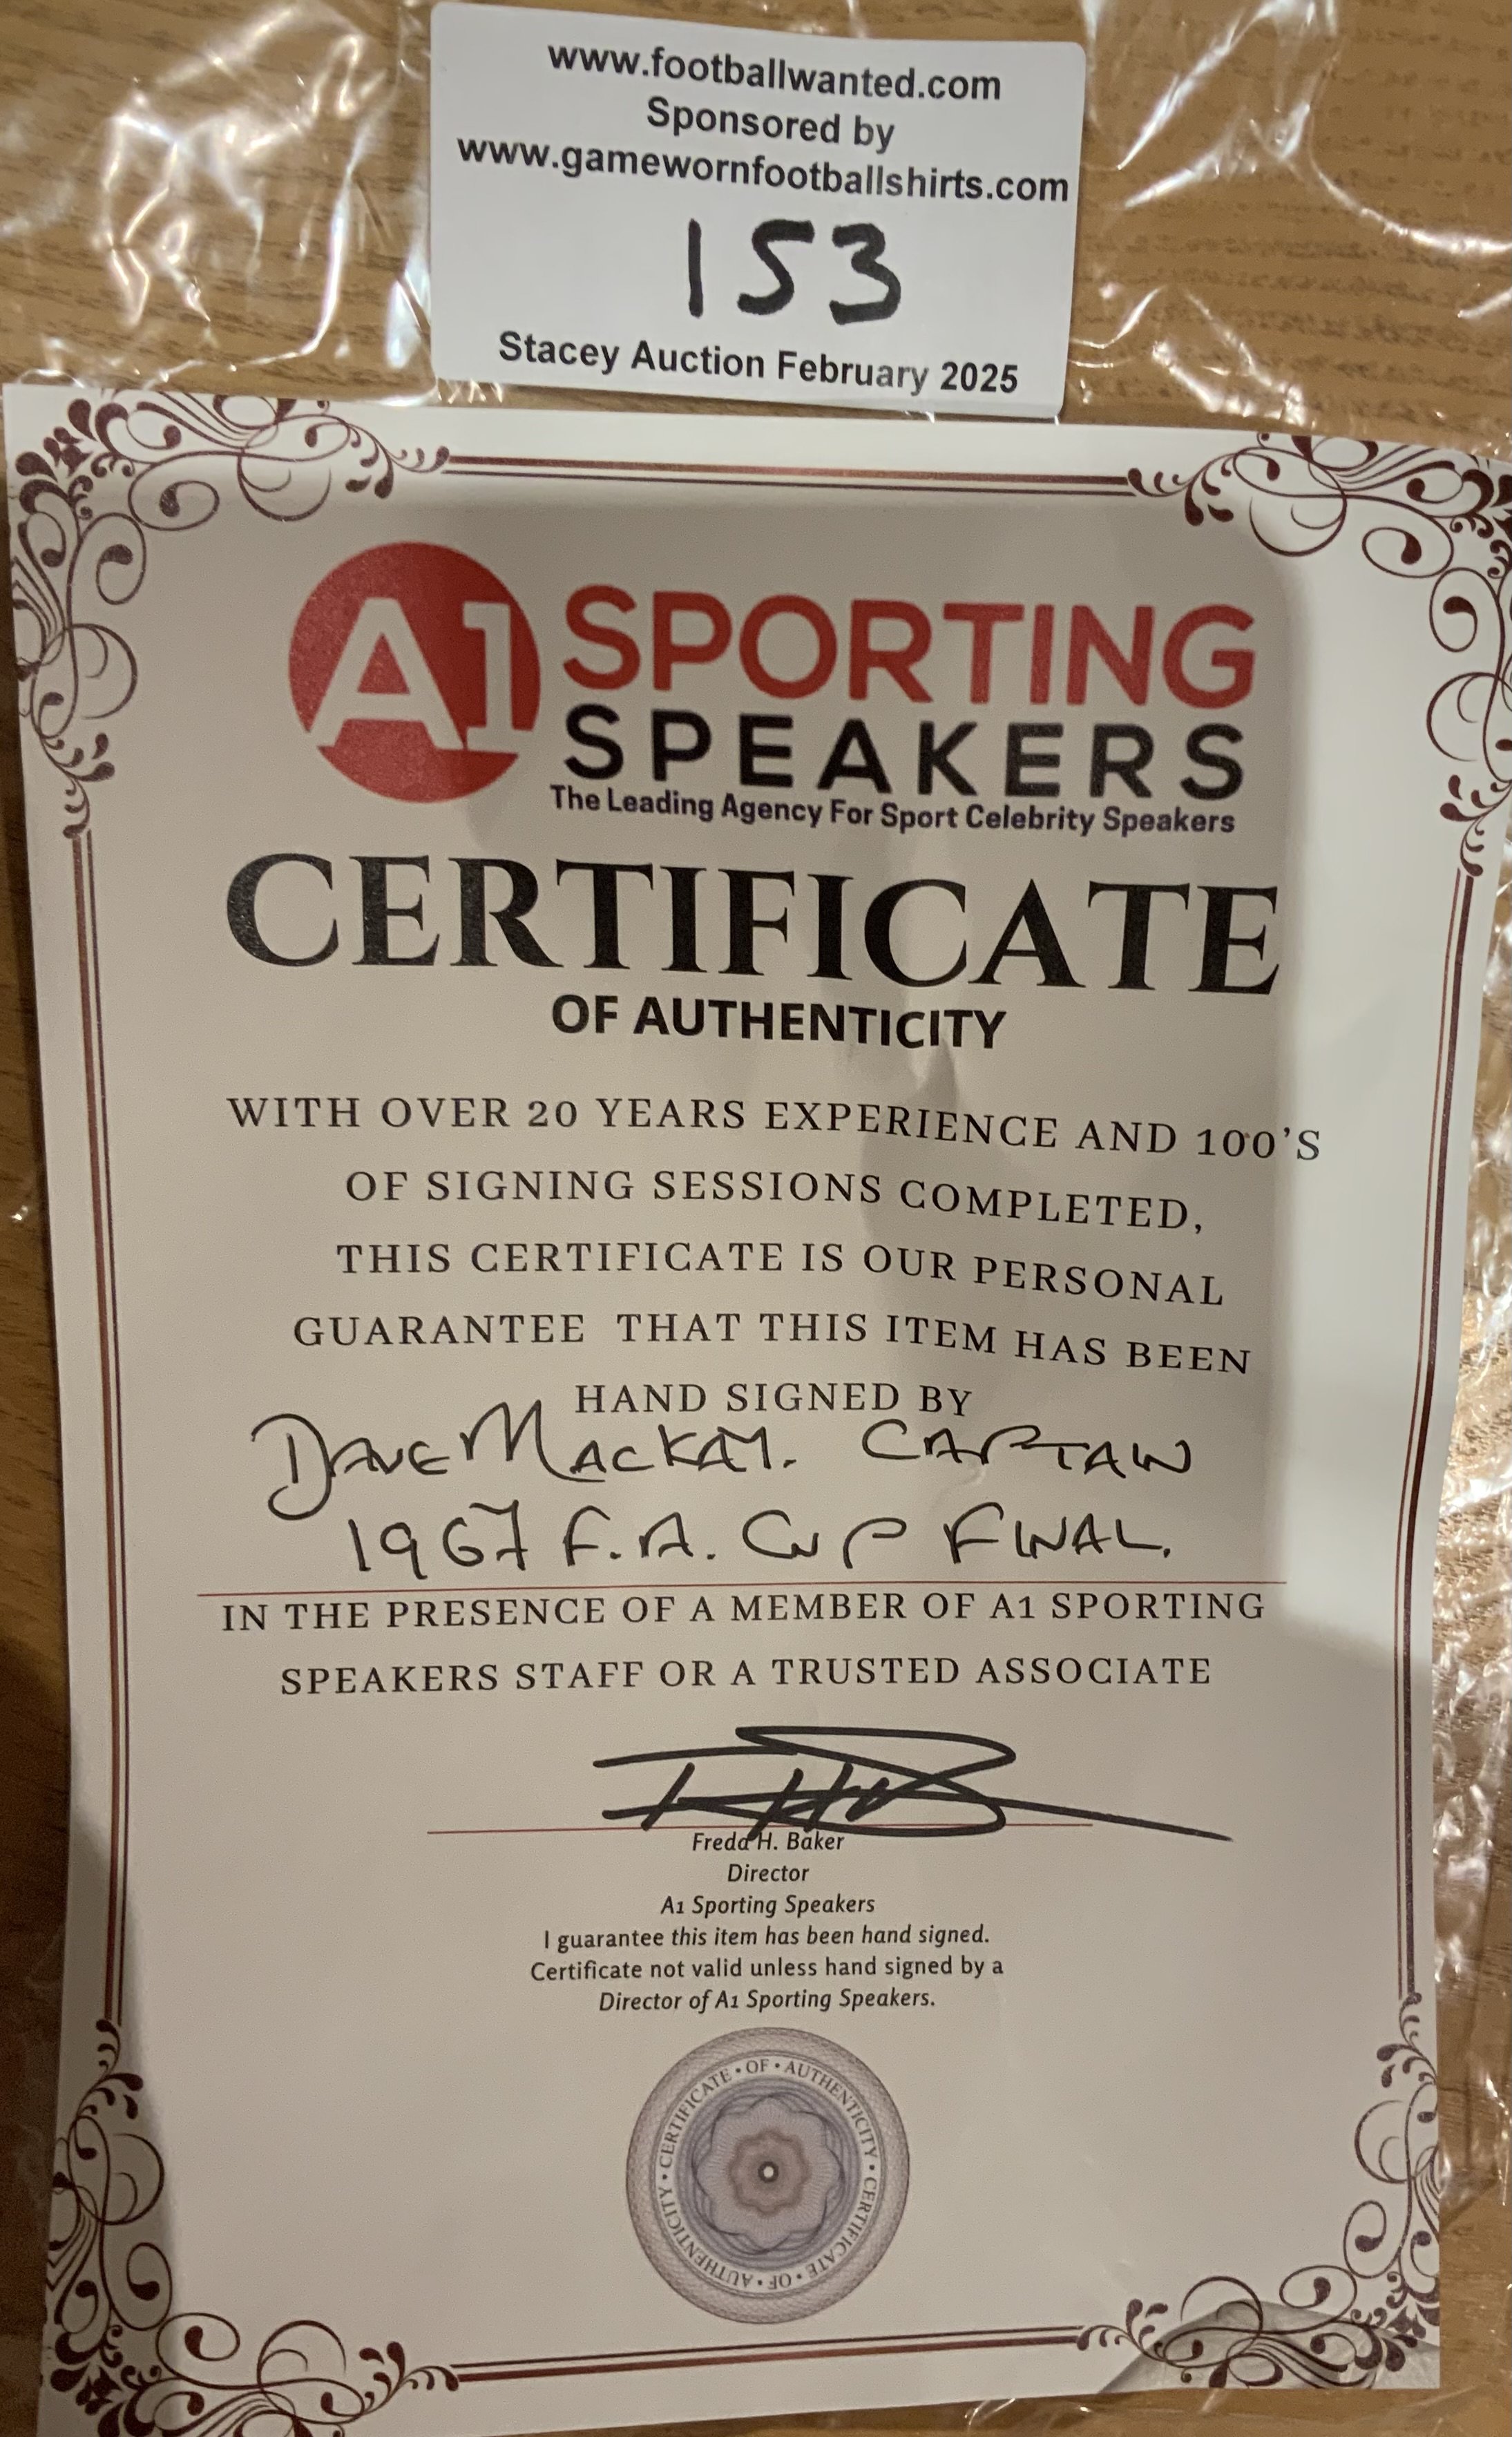 www.footballwanted.com
Sponsored by
www.gamewornfootballshirts.com
153
Stacey Auction February 2025
A1 SPORTING
SPEAKERS
The Leading Agency For Sport Celebrity Speakers
CERTIFICATE
OF AUTHENTICITY
WITH OVER 20 YEARS EXPERIENCE AND 100'S
OF SIGNING SESSIONS COMPLETED,
THIS CERTIFICATE IS OUR PERSONAL
GUARANTEE THAT THIS ITEM HAS BEEN
HAND SIGNED BY
DAVE MACKAY. CAPTAIN
1967 F.A. CUP FINAL.
IN THE PRESENCE OF A MEMBER OF A1 SPORTING
SPEAKERS STAFF OR A TRUSTED ASSOCIATE
Freda H. Baker
Director
A1 Sporting Speakers
I guarantee this item has been hand signed.
Certificate not valid unless hand signed by a
Director of A1 Sporting Speakers.
CERTIFICATE • OF • AUTHENTICITY • CERTIFICATE • OF • AUTHENTICITY •